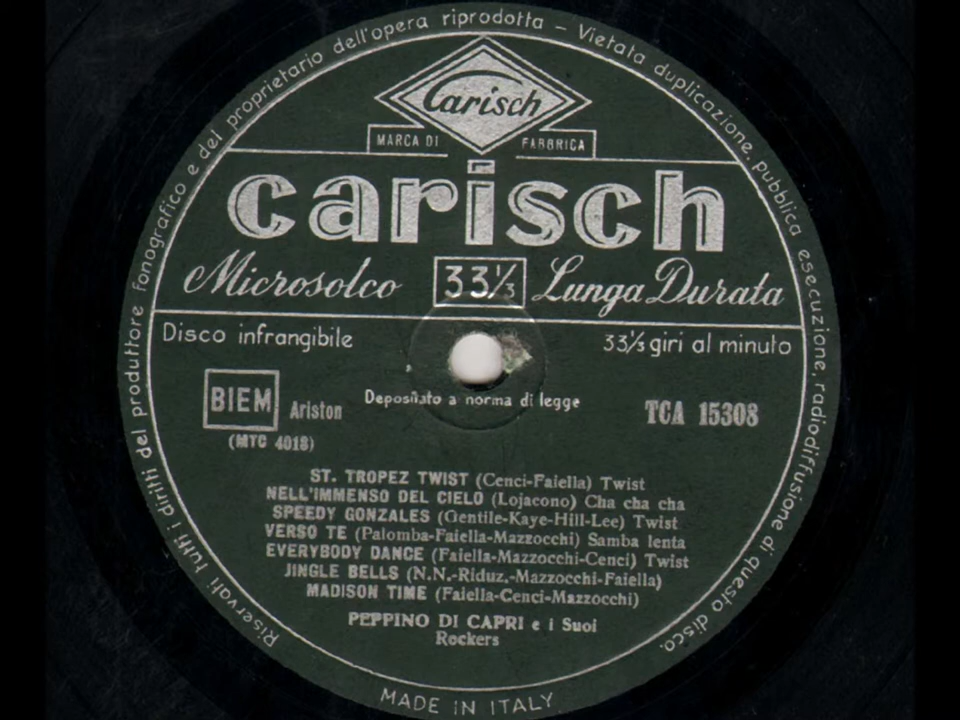 Riservati tutti i diritti del produttore fonografico e del proprietario dell'opera riprodotta – Vietata duplicazione, pubblica esecuzione, radiodiffusione di questo disco.
Carisch
MARCA DI FABBRICA
carisch
Microsolco 33⅓ Lunga Durata
Disco infrangibile 33⅓ giri al minuto
BIEM Ariston Depositato a norma di legge TCA 15308
(MTC 4018)
ST. TROPEZ TWIST (Cenci-Faiella) Twist
NELL'IMMENSO DEL CIELO (Lojacono) Cha cha cha
SPEEDY GONZALES (Gentile-Kaye-Hill-Lee) Twist
VERSO TE (Palomba-Faiella-Mazzocchi) Samba lenta
EVERYBODY DANCE (Faiella-Mazzocchi-Cenci) Twist
JINGLE BELLS (N.N.-Riduz.-Mazzocchi-Faiella)
MADISON TIME (Faiella-Cenci-Mazzocchi)
PEPPINO DI CAPRI e i Suoi
Rockers
MADE IN ITALY